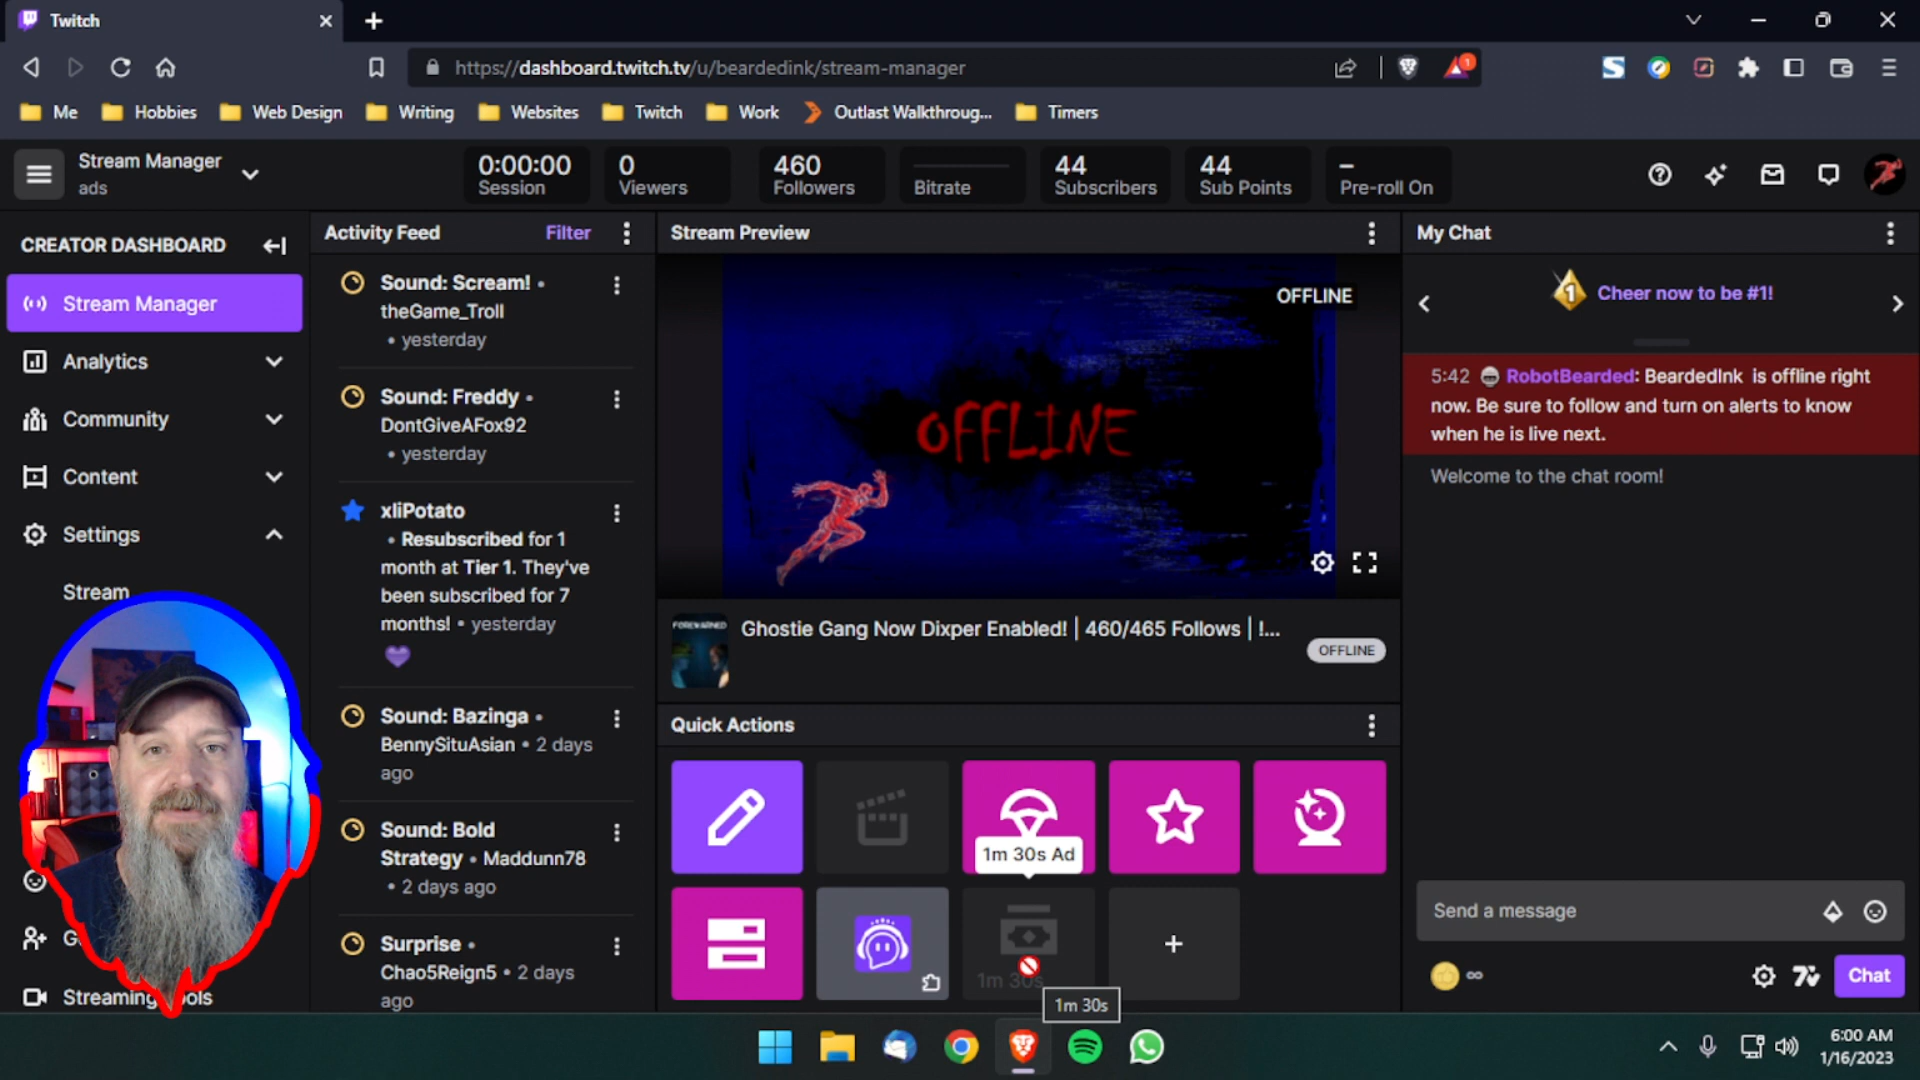 Twitch
https://dashboard.twitch.tv/u/beardedink/stream-manager
1
Me
Hobbies
Web Design
Writing
Websites
Twitch
Work
Outlast Walkthroug...
Timers
Stream Manager
ads
0:00:00
Session
0
Viewers
460
Followers
Bitrate
44
Subscribers
44
Sub Points
–
Pre-roll On
CREATOR DASHBOARD
Stream Manager
Analytics
Community
Content
Settings
Stream
Streaming Tools
Activity Feed
Filter
Sound: Scream! •
theGame_Troll
• yesterday
Sound: Freddy •
DontGiveAFox92
• yesterday
xliPotato
• Resubscribed for 1
month at Tier 1. They've
been subscribed for 7
months! • yesterday
Sound: Bazinga •
BennySituAsian • 2 days
ago
Sound: Bold
Strategy • Maddunn78
• 2 days ago
Surprise •
Chao5Reign5 • 2 days
ago
Stream Preview
OFFLINE
OFFLINE
FOREWARNED
Ghostie Gang Now Dixper Enabled! | 460/465 Follows | !...
OFFLINE
Quick Actions
1m 30s Ad
1m 30s
1m 30s
My Chat
1
Cheer now to be #1!
5:42 RobotBearded: BeardedInk is offline right
now. Be sure to follow and turn on alerts to know
when he is live next.
Welcome to the chat room!
Send a message
∞
Chat
6:00 AM
1/16/2023